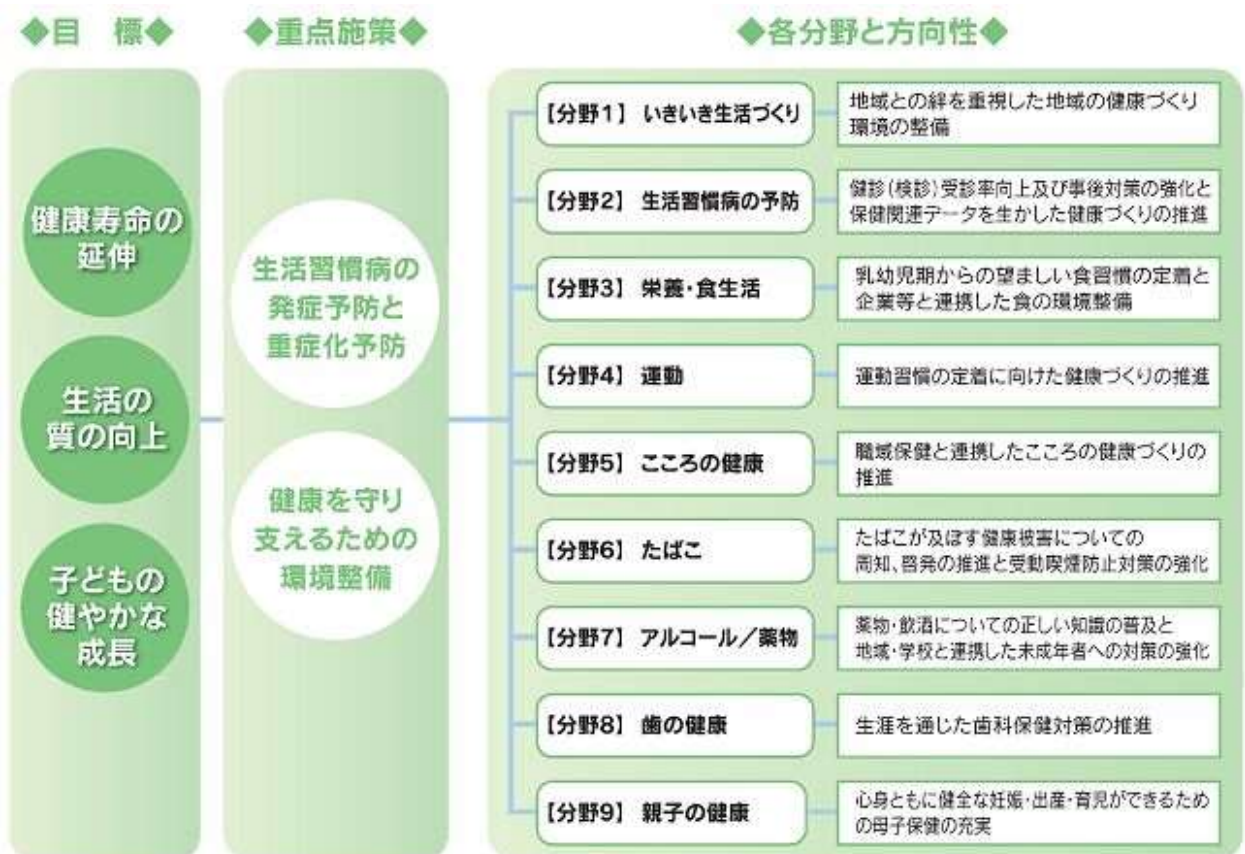 ◆目　標◆
◆重点施策◆
◆各分野と方向性◆
健康寿命の
延伸
生活の
質の向上
子どもの
健やかな
成長
生活習慣病の
発症予防と
重症化予防
健康を守り
支えるための
環境整備
【分野1】 いきいき生活づくり
地域との絆を重視した地域の健康づくり
環境の整備
【分野2】 生活習慣病の予防
健診(検診)受診率向上及び事後対策の強化と
保健関連データを生かした健康づくりの推進
【分野3】 栄養・食生活
乳幼児期からの望ましい食習慣の定着と
企業等と連携した食の環境整備
【分野4】 運動
運動習慣の定着に向けた健康づくりの推進
【分野5】 こころの健康
職域保健と連携したこころの健康づくりの
推進
【分野6】 たばこ
たばこが及ぼす健康被害についての
周知、啓発の推進と受動喫煙防止対策の強化
【分野7】 アルコール／薬物
薬物・飲酒についての正しい知識の普及と
地域・学校と連携した未成年者への対策の強化
【分野8】 歯の健康
生涯を通じた歯科保健対策の推進
【分野9】 親子の健康
心身ともに健全な妊娠・出産・育児ができるため
の母子保健の充実